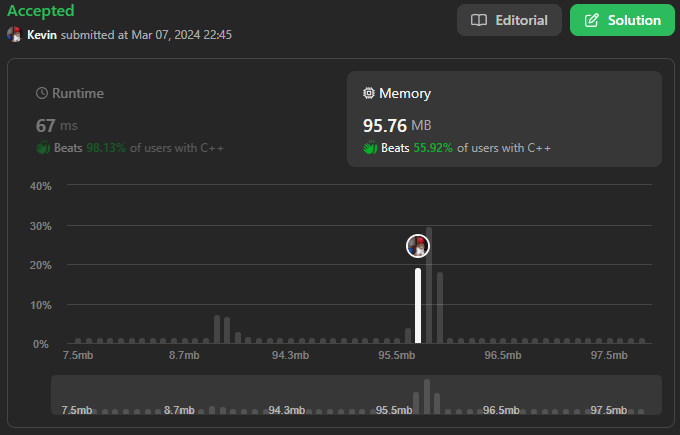 Accepted
Editorial
Solution
Kevin submitted at Mar 07, 2024 22:45
Runtime
67 ms
Beats 98.13% of users with C++
Memory
95.76 MB
Beats 55.92% of users with C++
40%
30%
20%
10%
0%
7.5mb 8.7mb 94.3mb 95.5mb 96.5mb 97.5mb
7.5mb 8.7mb 94.3mb 95.5mb 96.5mb 97.5mb